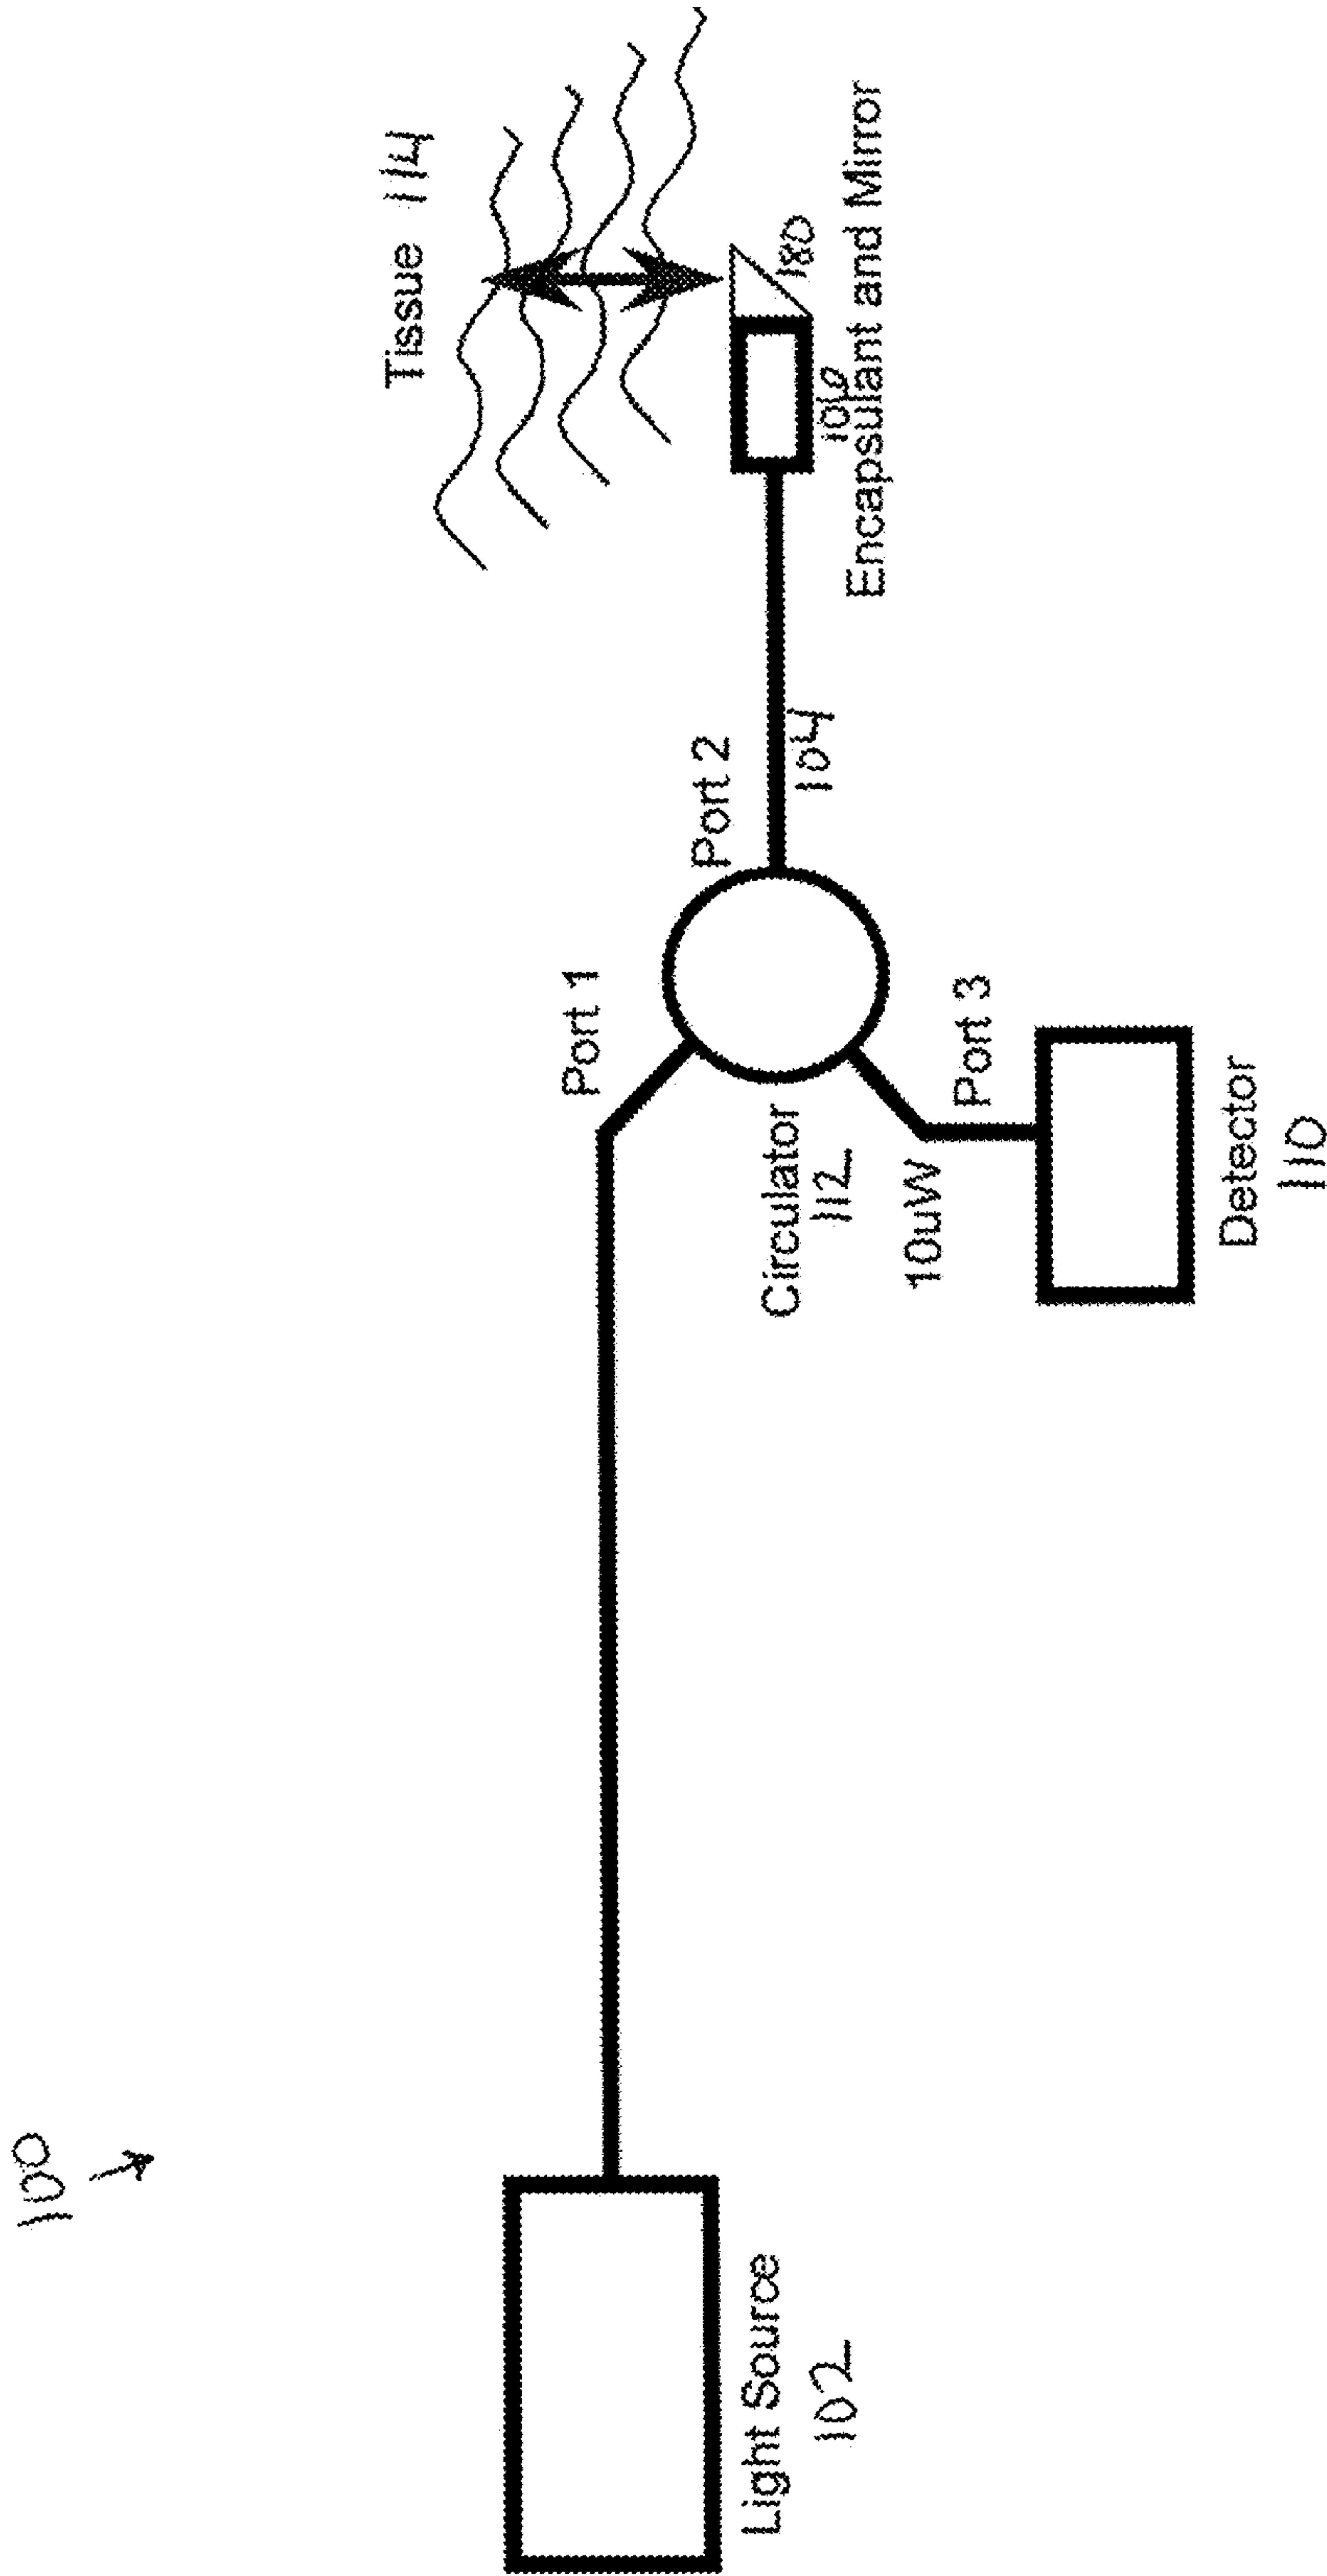 100
Tissue 114
Port 1
Port 2
104
180
106
Encapsulant and Mirror
Light Source
102
Circulator
112
10uW
Port 3
Detector
110